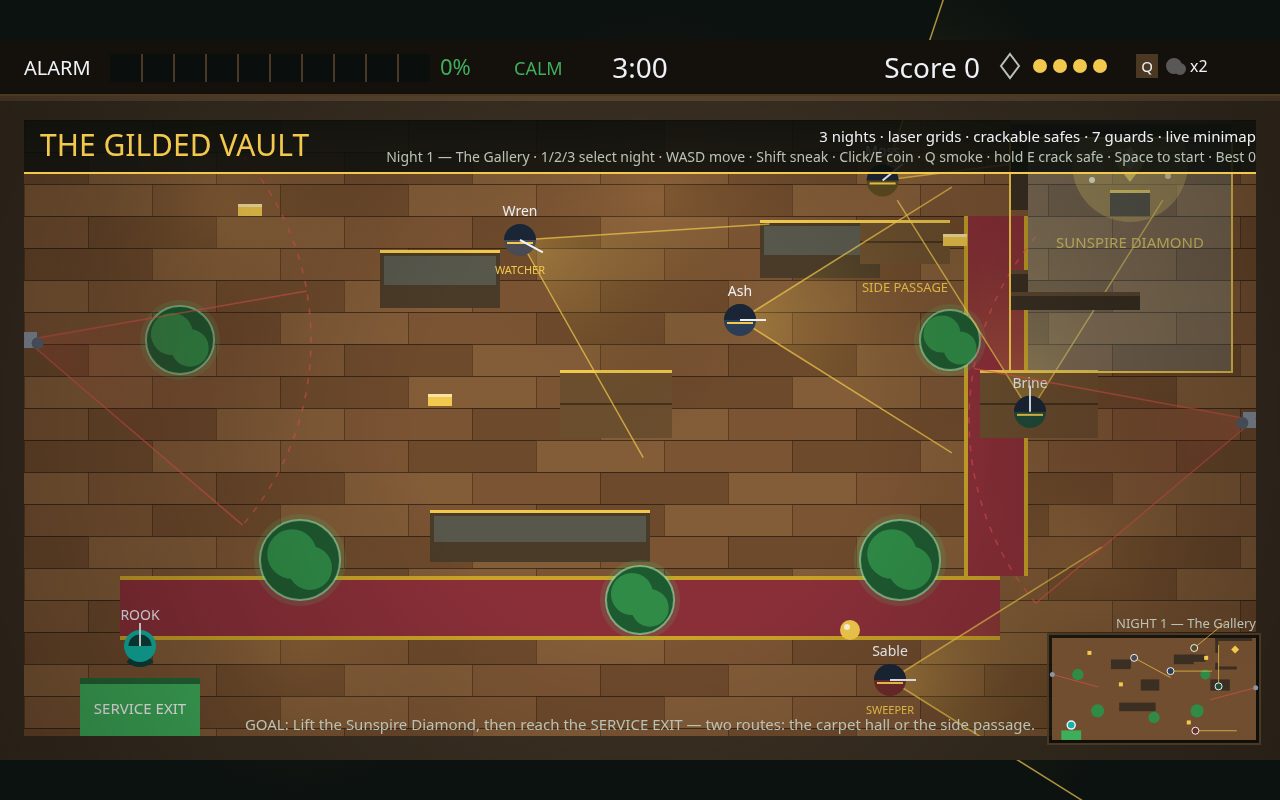 ALARM 0% CALM 3:00 Score 0 Q x2
THE GILDED VAULT
3 nights · laser grids · crackable safes · 7 guards · live minimap
Night 1 — The Gallery · 1/2/3 select night · WASD move · Shift sneak · Click/E coin · Q smoke · hold E crack safe · Space to start · Best 0
Wren
WATCHER
SUNSPIRE DIAMOND
Ash
SIDE PASSAGE
Brine
ROOK
NIGHT 1 — The Gallery
Sable
SERVICE EXIT
SWEEPER
GOAL: Lift the Sunspire Diamond, then reach the SERVICE EXIT — two routes: the carpet hall or the side passage.